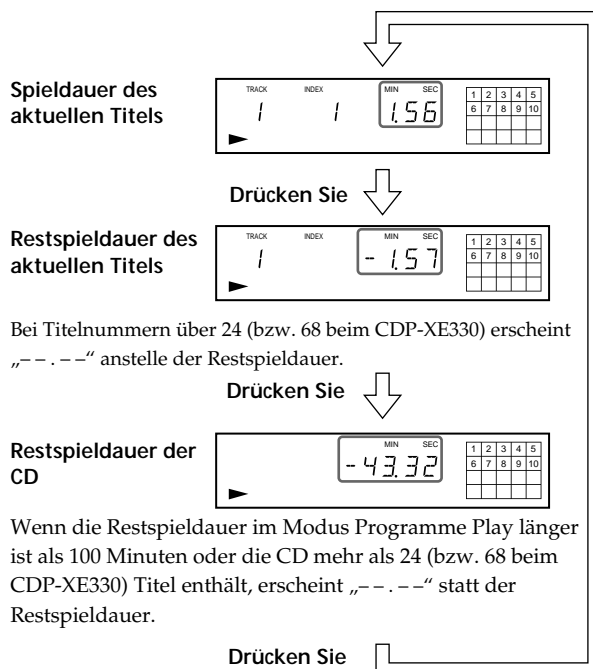 Spieldauer des
aktuellen Titels
TRACK INDEX MIN SEC
1 1 1.56
1 2 3 4 5
6 7 8 9 10
Drücken Sie
Restspieldauer des
aktuellen Titels
TRACK INDEX MIN SEC
1 - 1.57
1 2 3 4 5
6 7 8 9 10
Bei Titelnummern über 24 (bzw. 68 beim CDP-XE330) erscheint
„– – . – –“ anstelle der Restspieldauer.
Drücken Sie
Restspieldauer der
CD
MIN SEC
- 43.32
1 2 3 4 5
6 7 8 9 10
Wenn die Restspieldauer im Modus Programme Play länger
ist als 100 Minuten oder die CD mehr als 24 (bzw. 68 beim
CDP-XE330) Titel enthält, erscheint „– – . – –“ statt der
Restspieldauer.
Drücken Sie